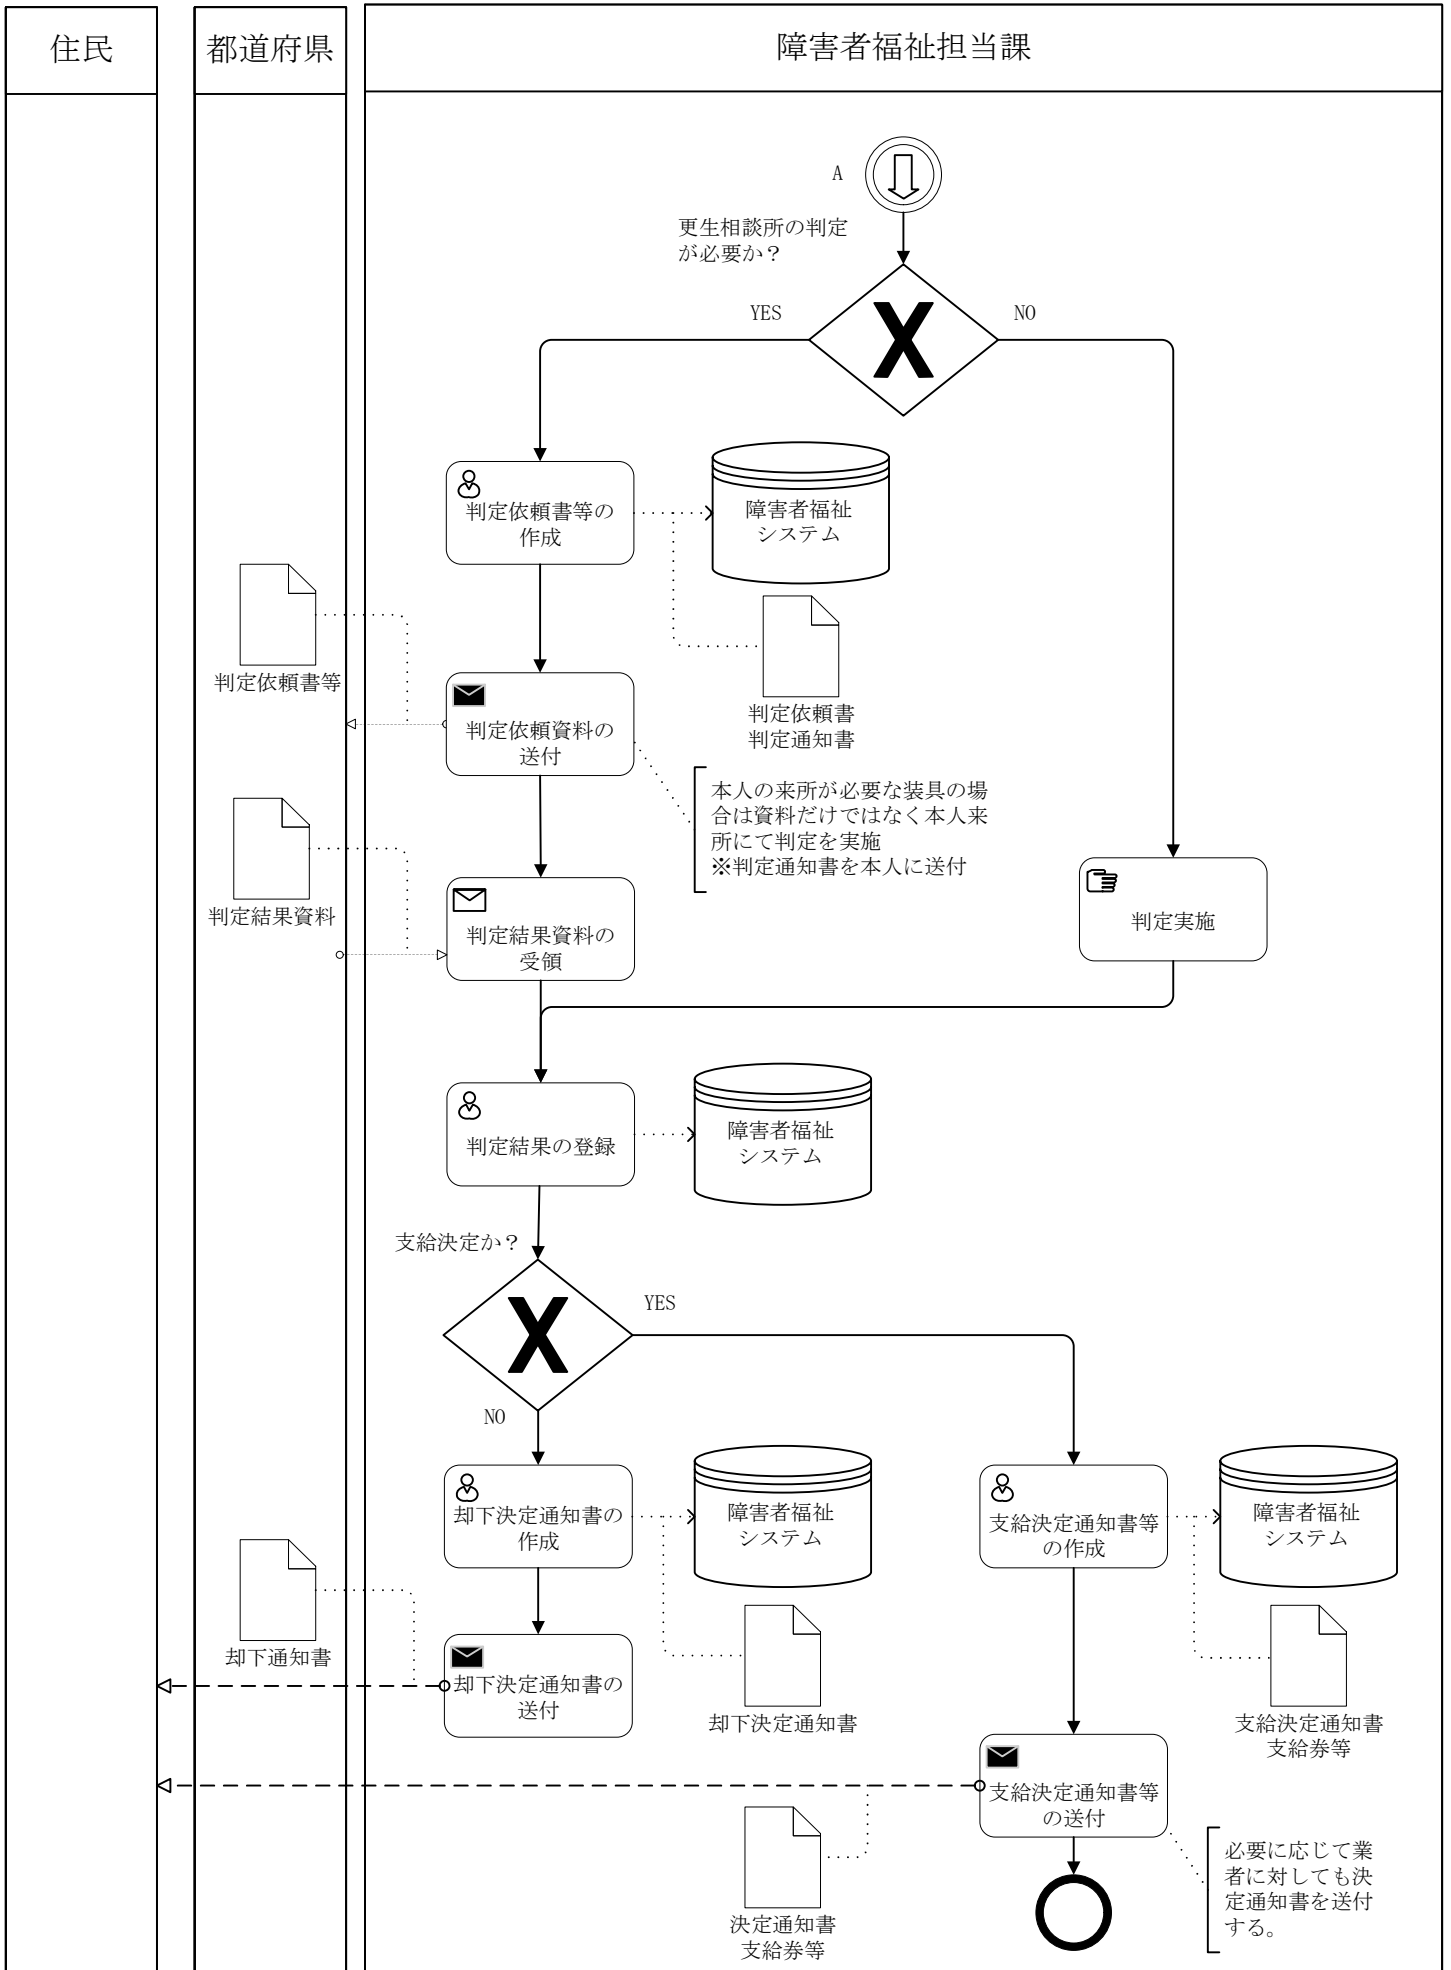 住民
都道府県
障害者福祉担当課
A
更生相談所の判定
が必要か？
YES
NO
判定依頼書等の
作成
障害者福祉
システム
判定依頼書等
判定依頼書
判定通知書
判定依頼資料の
送付
本人の来所が必要な装具の場
合は資料だけではなく本人来
所にて判定を実施
※判定通知書を本人に送付
判定結果資料
判定結果資料の
受領
判定実施
判定結果の登録
障害者福祉
システム
支給決定か？
YES
NO
却下決定通知書の
作成
障害者福祉
システム
支給決定通知書等
の作成
障害者福祉
システム
却下通知書
却下決定通知書の
送付
却下決定通知書
支給決定通知書
支給券等
支給決定通知書等
の送付
決定通知書
支給券等
必要に応じて業
者に対しても決
定通知書を送付
する。